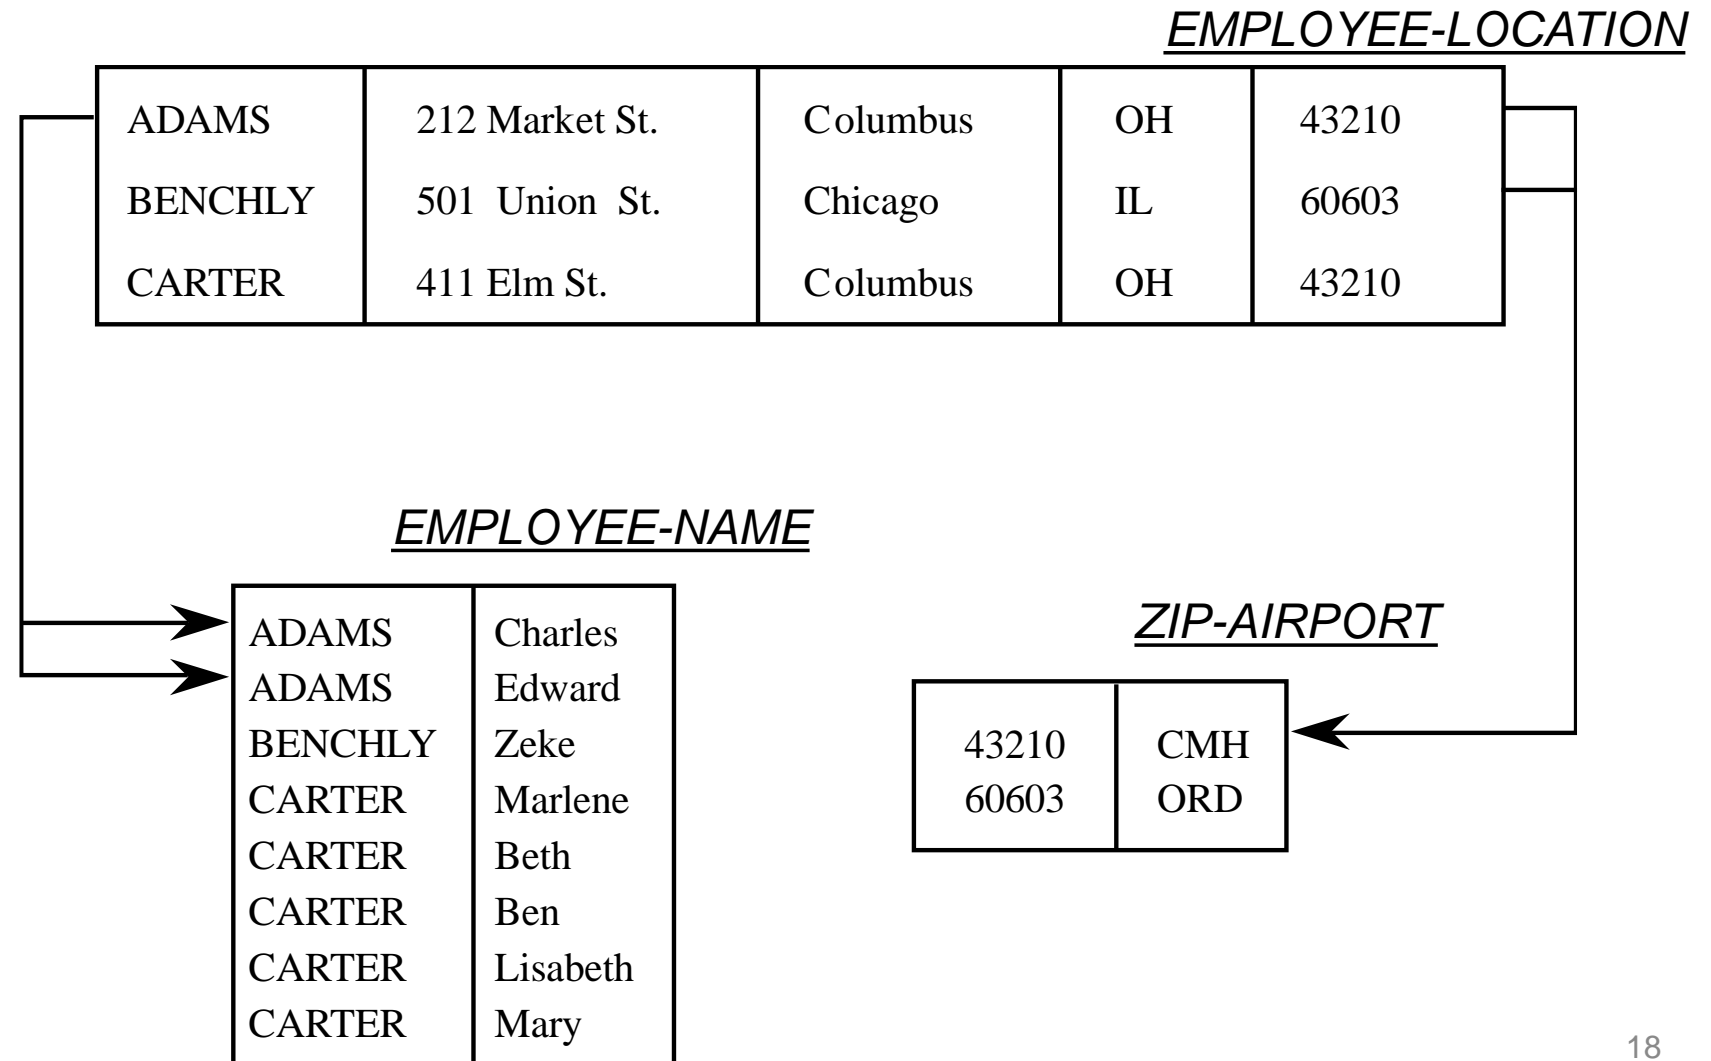 EMPLOYEE-LOCATION
ADAMS 212 Market St. Columbus OH 43210
BENCHLY 501 Union St. Chicago IL 60603
CARTER 411 Elm St. Columbus OH 43210
EMPLOYEE-NAME
ADAMS Charles
ADAMS Edward
BENCHLY Zeke
CARTER Marlene
CARTER Beth
CARTER Ben
CARTER Lisabeth
CARTER Mary
ZIP-AIRPORT
43210 CMH
60603 ORD
18